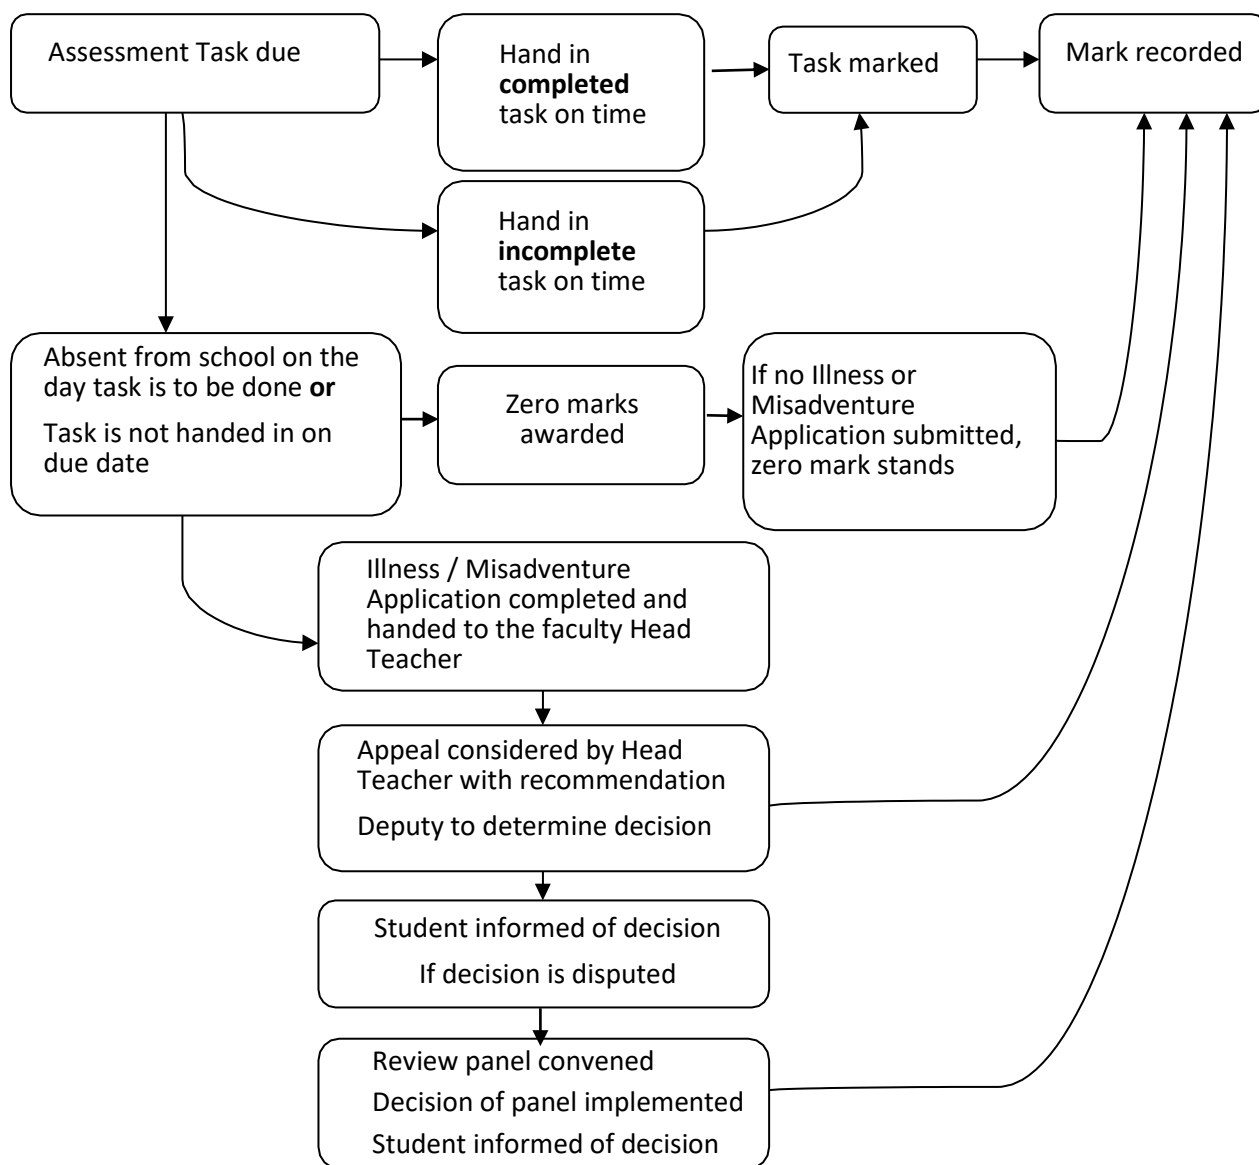 Assessment Task due
Hand in
completed
task on time
Task marked
Mark recorded
Hand in
incomplete
task on time
Absent from school on the
day task is to be done or
Task is not handed in on
due date
Zero marks
awarded
If no Illness or
Misadventure
Application submitted,
zero mark stands
Illness / Misadventure
Application completed and
handed to the faculty Head
Teacher
Appeal considered by Head
Teacher with recommendation
Deputy to determine decision
Student informed of decision
If decision is disputed
Review panel convened
Decision of panel implemented
Student informed of decision